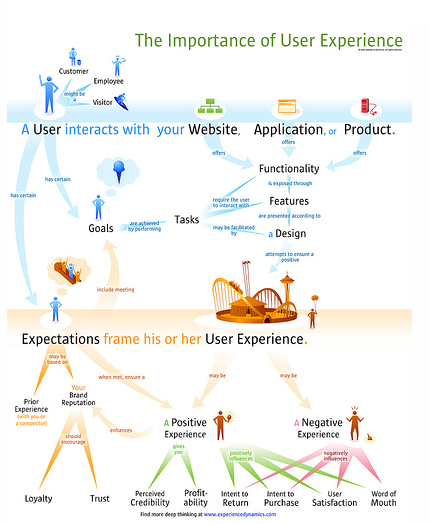 The Importance of User Experience
Customer
Employee
might be
a
Visitor
A User interacts with your Website, Application, or Product.
offers
offers
offers
has certain
has certain
Functionality
is exposed through
Features
are presented according to
a Design
attempts to ensure a
positive
Goals
are achieved
by performing
Tasks
require the user
to interact with
may be facilitated
by
include meeting
Expectations frame his or her User Experience.
may be
based on
when met, ensure a
may be
may be
Prior
Experience
(with you or
a competitor)
Your
Brand
Reputation
enhances
A Positive
Experience
A Negative
Experience
should
encourage
gives
you
positively
influences
negatively
influences
Loyalty
Trust
Perceived
Credibility
Profit-
ability
Intent to
Return
Intent to
Purchase
User
Satisfaction
Word of
Mouth
Find more deep thinking at www.experiencedynamics.com